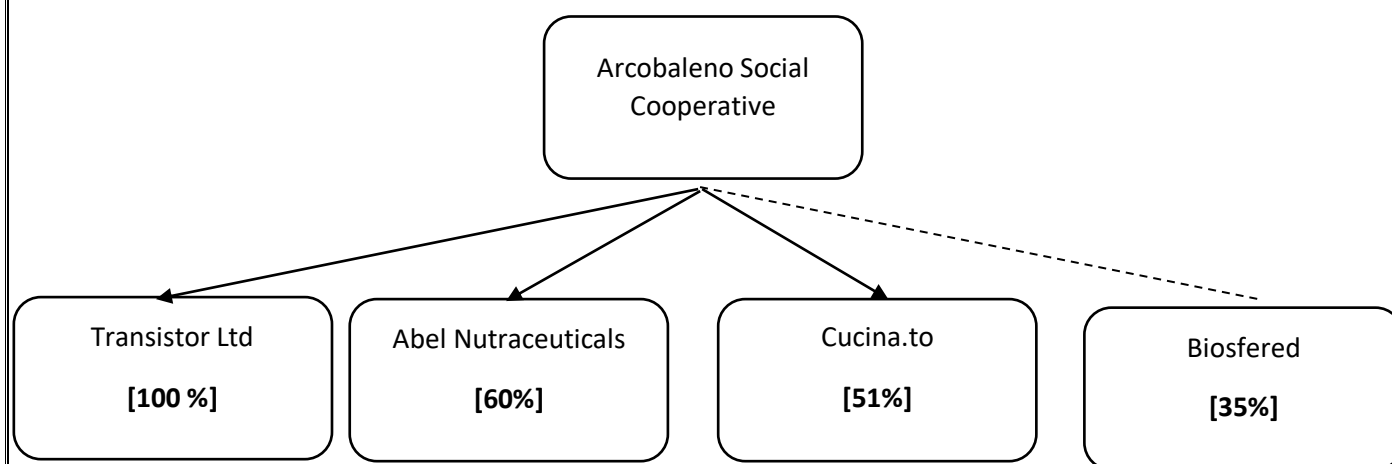 Arcobaleno Social
Cooperative
Transistor Ltd
[100 %]
Abel Nutraceuticals
[60%]
Cucina.to
[51%]
Biosfered
[35%]